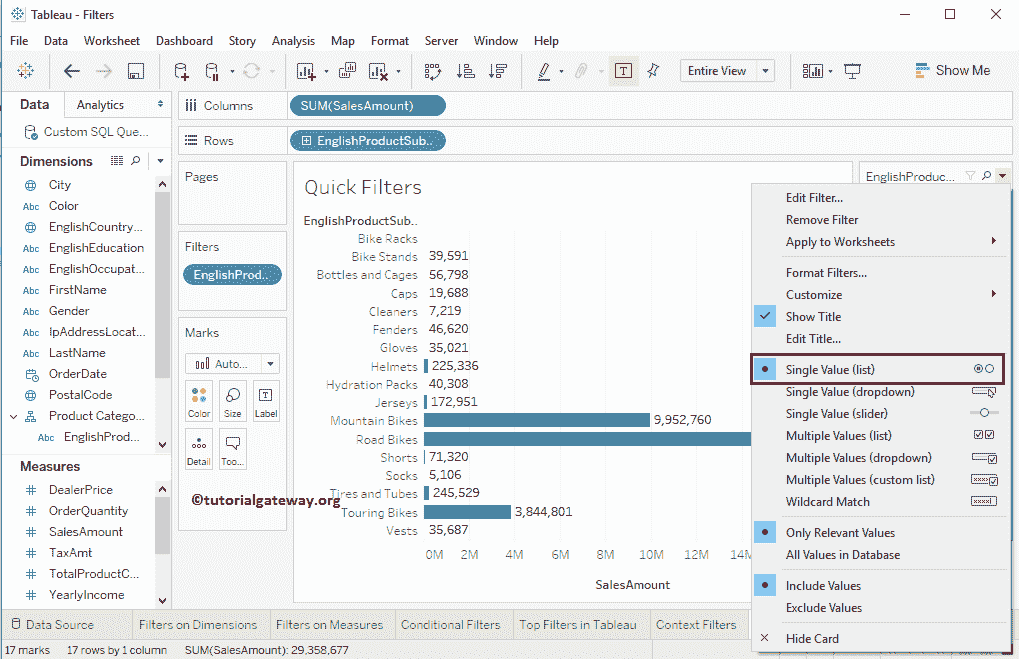 Tableau - Filters
File Data Worksheet Dashboard Story Analysis Map Format Server Window Help
Entire View
Show Me
Data Analytics
Custom SQL Que...
Dimensions
City
Abc Color
EnglishCountry...
Abc EnglishEducation
Abc EnglishOccupat...
Abc FirstName
Abc Gender
Abc IpAddressLocat...
Abc LastName
OrderDate
PostalCode
Product Catego...
Abc EnglishProd...
Measures
# DealerPrice
# OrderQuantity
# SalesAmount
# TaxAmt
# TotalProductC...
# YearlyIncome
Pages
Filters
EnglishProd..
Marks
Auto...
Color Size Label
Detail Too...
Columns SUM(SalesAmount)
Rows EnglishProductSub..
Quick Filters
EnglishProductSub..
Bike Racks
Bike Stands 39,591
Bottles and Cages 56,798
Caps 19,688
Cleaners 7,219
Fenders 46,620
Gloves 35,021
Helmets 225,336
Hydration Packs 40,308
Jerseys 172,951
Mountain Bikes 9,952,760
Road Bikes
Shorts 71,320
Socks 5,106
Tires and Tubes 245,529
Touring Bikes 3,844,801
Vests 35,687
0M 2M 4M 6M 8M 10M 12M 14M
SalesAmount
©tutorialgateway.org
EnglishProduc...
Edit Filter...
Remove Filter
Apply to Worksheets
Format Filters...
Customize
Show Title
Edit Title...
Single Value (list)
Single Value (dropdown)
Single Value (slider)
Multiple Values (list)
Multiple Values (dropdown)
Multiple Values (custom list)
Wildcard Match
Only Relevant Values
All Values in Database
Include Values
Exclude Values
Hide Card
Data Source Filters on Dimensions Filters on Measures Conditional Filters Top Filters in Tableau Context Filters
17 marks 17 rows by 1 column SUM(SalesAmount): 29,358,677